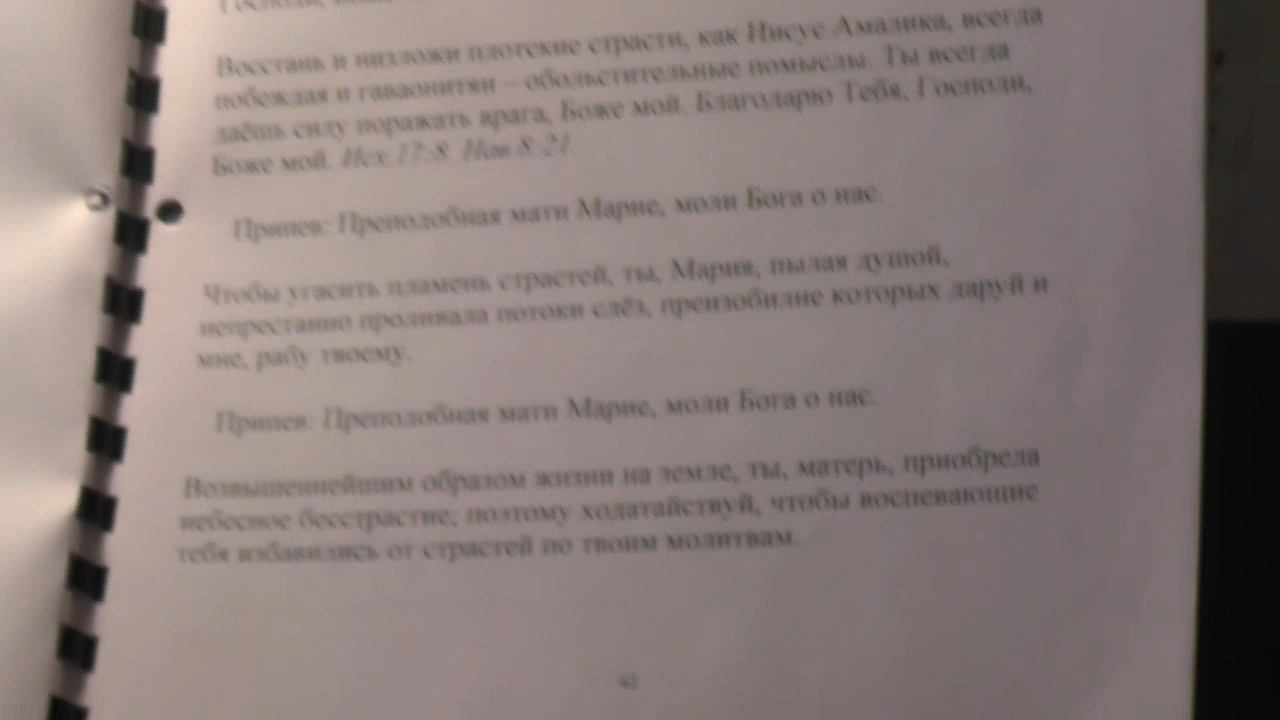 Господи,
Восстань и низложи плотские страсти, как Иисус Амалика, всегда
побеждая и гаваонитян – обольстительные помыслы. Ты всегда
даёшь силу поражать врага, Боже мой. Благодарю Тебя, Господи,
Боже мой. Исх.17:8. Нав.8:21.
Припев: Преподобная мати Марие, моли Бога о нас.
Чтобы угасить пламень страстей, ты, Мария, пылая душой,
непрестанно проливала потоки слёз, преизобилие которых даруй и
мне, рабу твоему.
Припев: Преподобная мати Марие, моли Бога о нас.
Возвышеннейшим образом жизни на земле, ты, матерь, приобрела
небесное бесстрастие; поэтому ходатайствуй, чтобы воспевающие
тебя избавились от страстей по твоим молитвам.